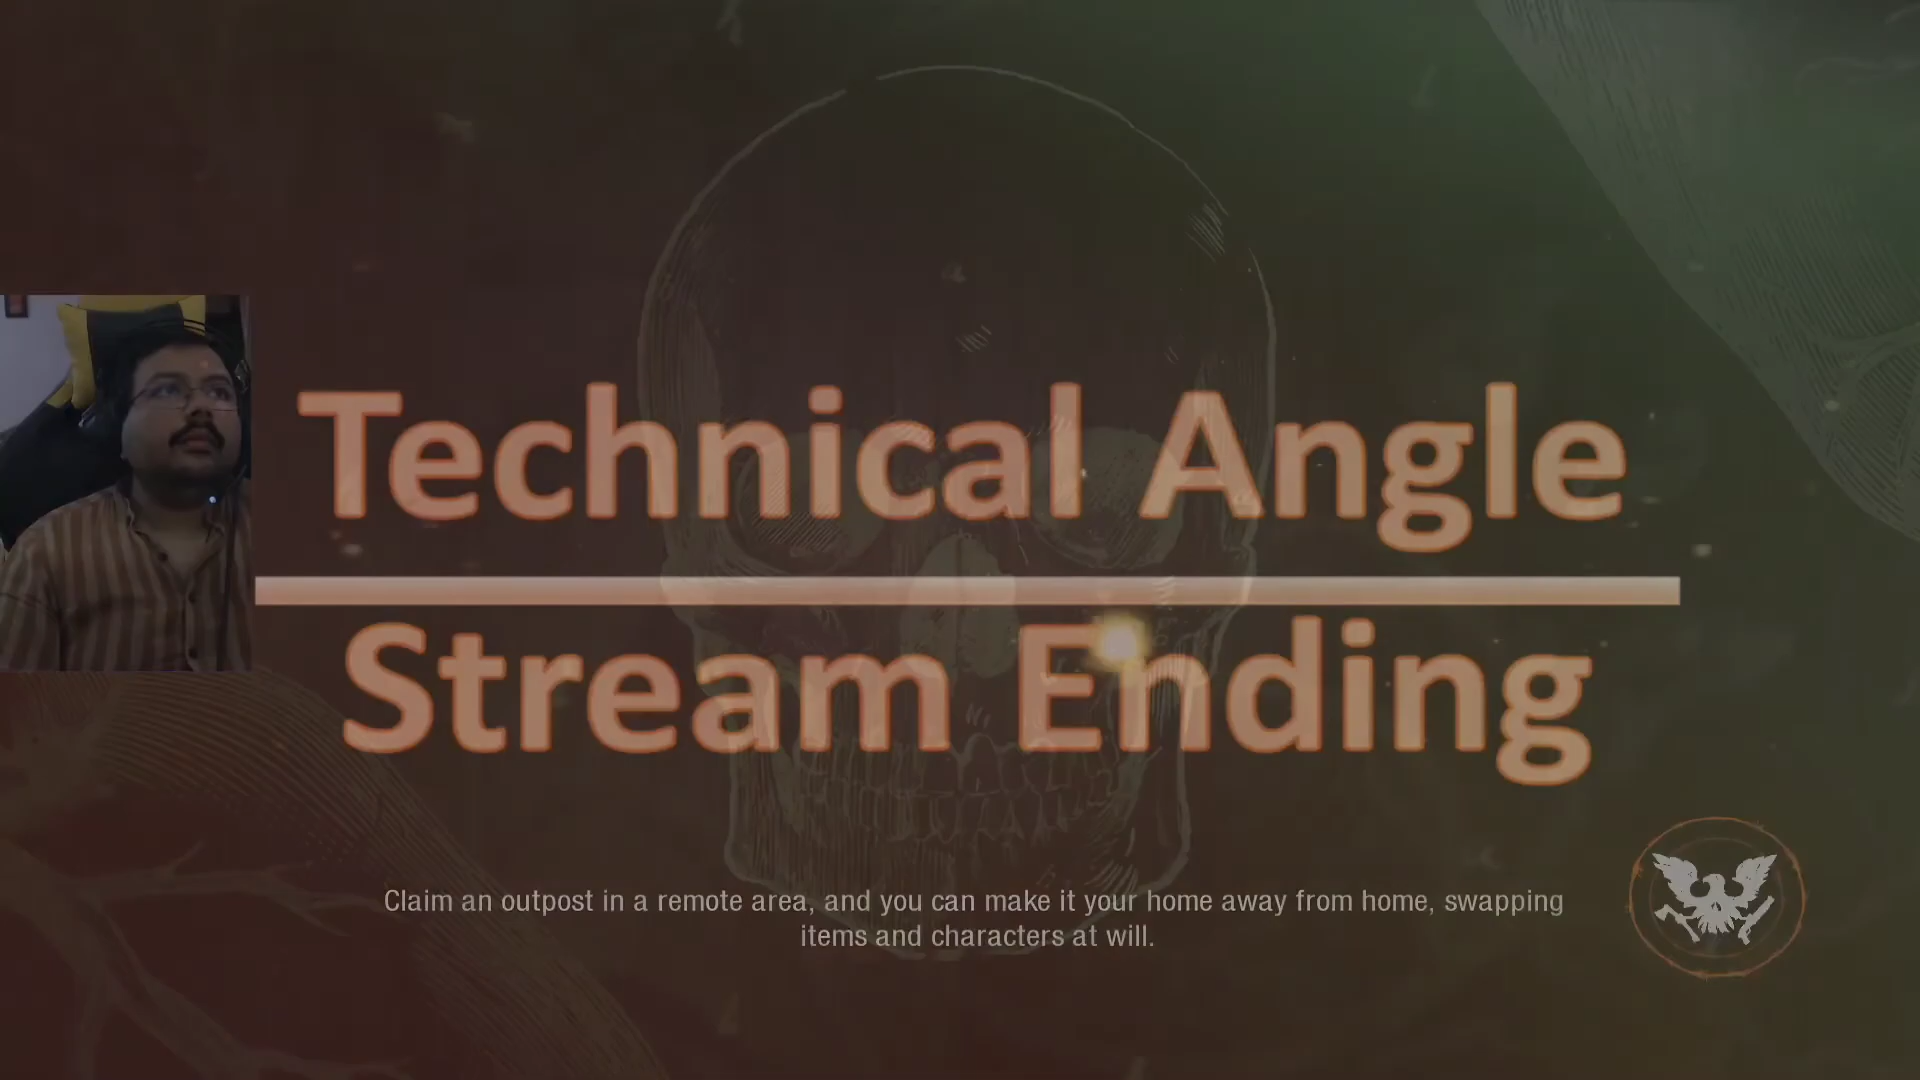 Technical Angle
Stream Ending
Claim an outpost in a remote area, and you can make it your home away from home, swapping
items and characters at will.